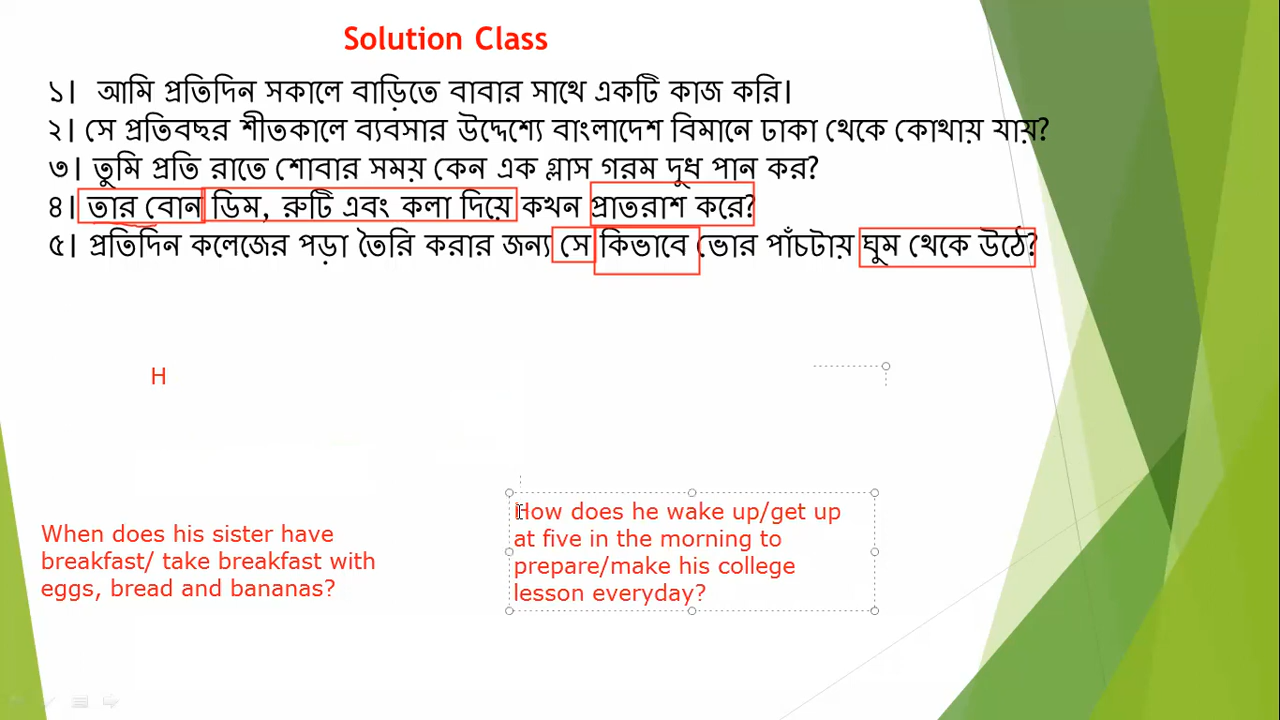 Solution Class
১। আমি প্রতিদিন সকালে বাড়িতে বাবার সাথে একটি কাজ করি।
২। সে প্রতিবছর শীতকালে ব্যবসার উদ্দেশ্যে বাংলাদেশ বিমানে ঢাকা থেকে কোথায় যায়?
৩। তুমি প্রতি রাতে শোবার সময় কেন এক গ্লাস গরম দুধ পান কর?
৪। তার বোন ডিম, রুটি এবং কলা দিয়ে কখন প্রাতরাশ করে?
৫। প্রতিদিন কলেজের পড়া তৈরি করার জন্য সে কিভাবে ভোর পাঁচটায় ঘুম থেকে উঠে?
H
When does his sister have
breakfast/ take breakfast with
eggs, bread and bananas?
How does he wake up/get up
at five in the morning to
prepare/make his college
lesson everyday?